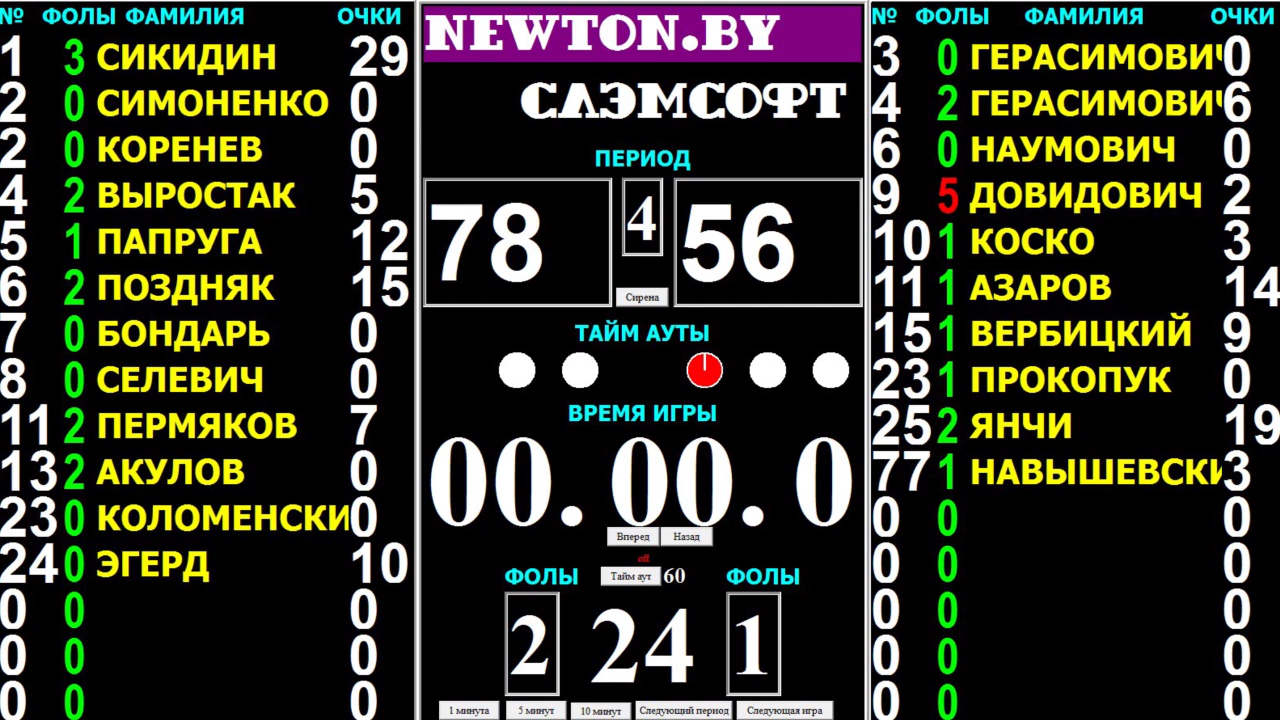 № ФОЛЫ ФАМИЛИЯ ОЧКИ
1 3 СИКИДИН 29
2 0 СИМОНЕНКО 0
2 0 КОРЕНЕВ 0
4 2 ВЫРОСТАК 5
5 1 ПАПРУГА 12
6 2 ПОЗДНЯК 15
7 0 БОНДАРЬ 0
8 0 СЕЛЕВИЧ 0
11 2 ПЕРМЯКОВ 7
13 2 АКУЛОВ 0
23 0 КОЛОМЕНСКИ 0
24 0 ЭГЕРД 10
0 0 0
0 0 0
0 0 0
NEWTON.BY
СЛЭМСОФТ
ПЕРИОД
78 4 56
Сирена
ТАЙМ АУТЫ
ВРЕМЯ ИГРЫ
00. 00. 0
Вперед Назад
off
ФОЛЫ Тайм аут 60 ФОЛЫ
2 24 1
1 минута 5 минут 10 минут Следующий период Следующая игра
№ ФОЛЫ ФАМИЛИЯ ОЧКИ
3 0 ГЕРАСИМОВИЧ 0
4 2 ГЕРАСИМОВИЧ 6
6 0 НАУМОВИЧ 0
9 5 ДОВИДОВИЧ 2
10 1 КОСКО 3
11 1 АЗАРОВ 14
15 1 ВЕРБИЦКИЙ 9
23 1 ПРОКОПУК 0
25 2 ЯНЧИ 19
77 1 НАВЫШЕВСКИ 3
0 0 0
0 0 0
0 0 0
0 0 0
0 0 0